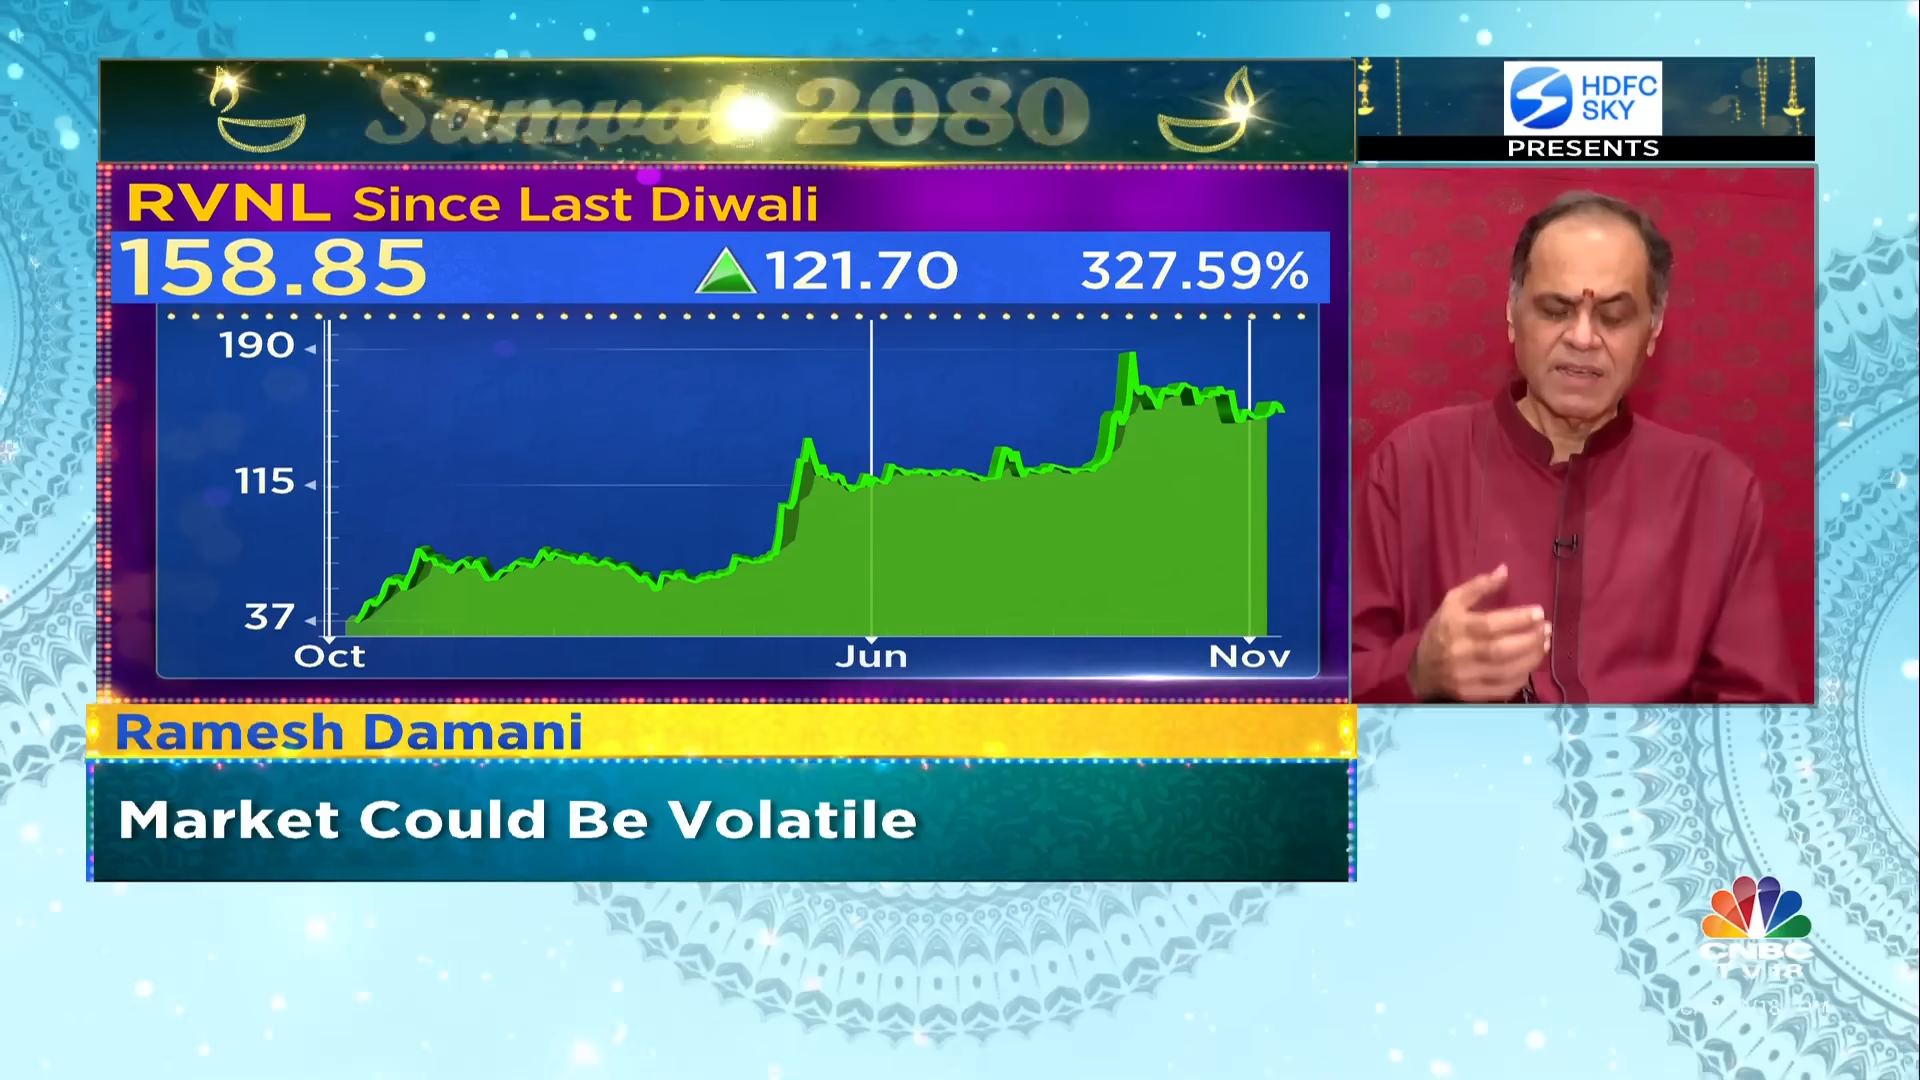 Samvat 2080
HDFC
SKY
PRESENTS
RVNL Since Last Diwali
158.85 121.70 327.59%
190
115
37
Oct Jun Nov
Ramesh Damani
Market Could Be Volatile
CNBC
TV18